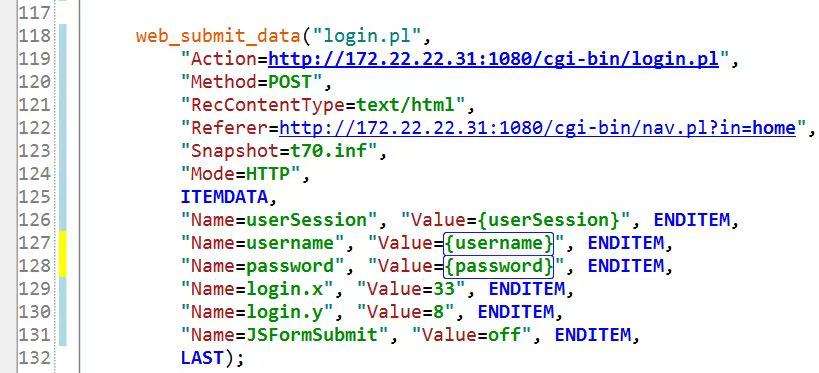 117
118 web_submit_data("login.pl",
119 "Action=http://172.22.22.31:1080/cgi-bin/login.pl",
120 "Method=POST",
121 "RecContentType=text/html",
122 "Referer=http://172.22.22.31:1080/cgi-bin/nav.pl?in=home",
123 "Snapshot=t70.inf",
124 "Mode=HTTP",
125 ITEMDATA,
126 "Name=userSession", "Value={userSession}", ENDITEM,
127 "Name=username", "Value={username}", ENDITEM,
128 "Name=password", "Value={password}", ENDITEM,
129 "Name=login.x", "Value=33", ENDITEM,
130 "Name=login.y", "Value=8", ENDITEM,
131 "Name=JSFormSubmit", "Value=off", ENDITEM,
132 LAST);